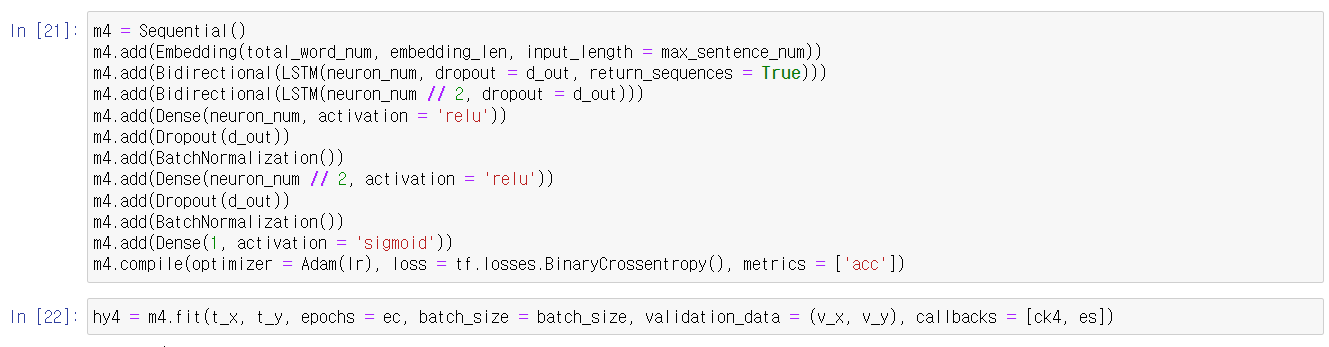 In [21]: m4 = Sequential()
m4.add(Embedding(total_word_num, embedding_len, input_length = max_sentence_num))
m4.add(Bidirectional(LSTM(neuron_num, dropout = d_out, return_sequences = True)))
m4.add(Bidirectional(LSTM(neuron_num // 2, dropout = d_out)))
m4.add(Dense(neuron_num, activation = 'relu'))
m4.add(Dropout(d_out))
m4.add(BatchNormalization())
m4.add(Dense(neuron_num // 2, activation = 'relu'))
m4.add(Dropout(d_out))
m4.add(BatchNormalization())
m4.add(Dense(1, activation = 'sigmoid'))
m4.compile(optimizer = Adam(lr), loss = tf.losses.BinaryCrossentropy(), metrics = ['acc'])
In [22]: hy4 = m4.fit(t_x, t_y, epochs = ec, batch_size = batch_size, validation_data = (v_x, v_y), callbacks = [ck4, es])